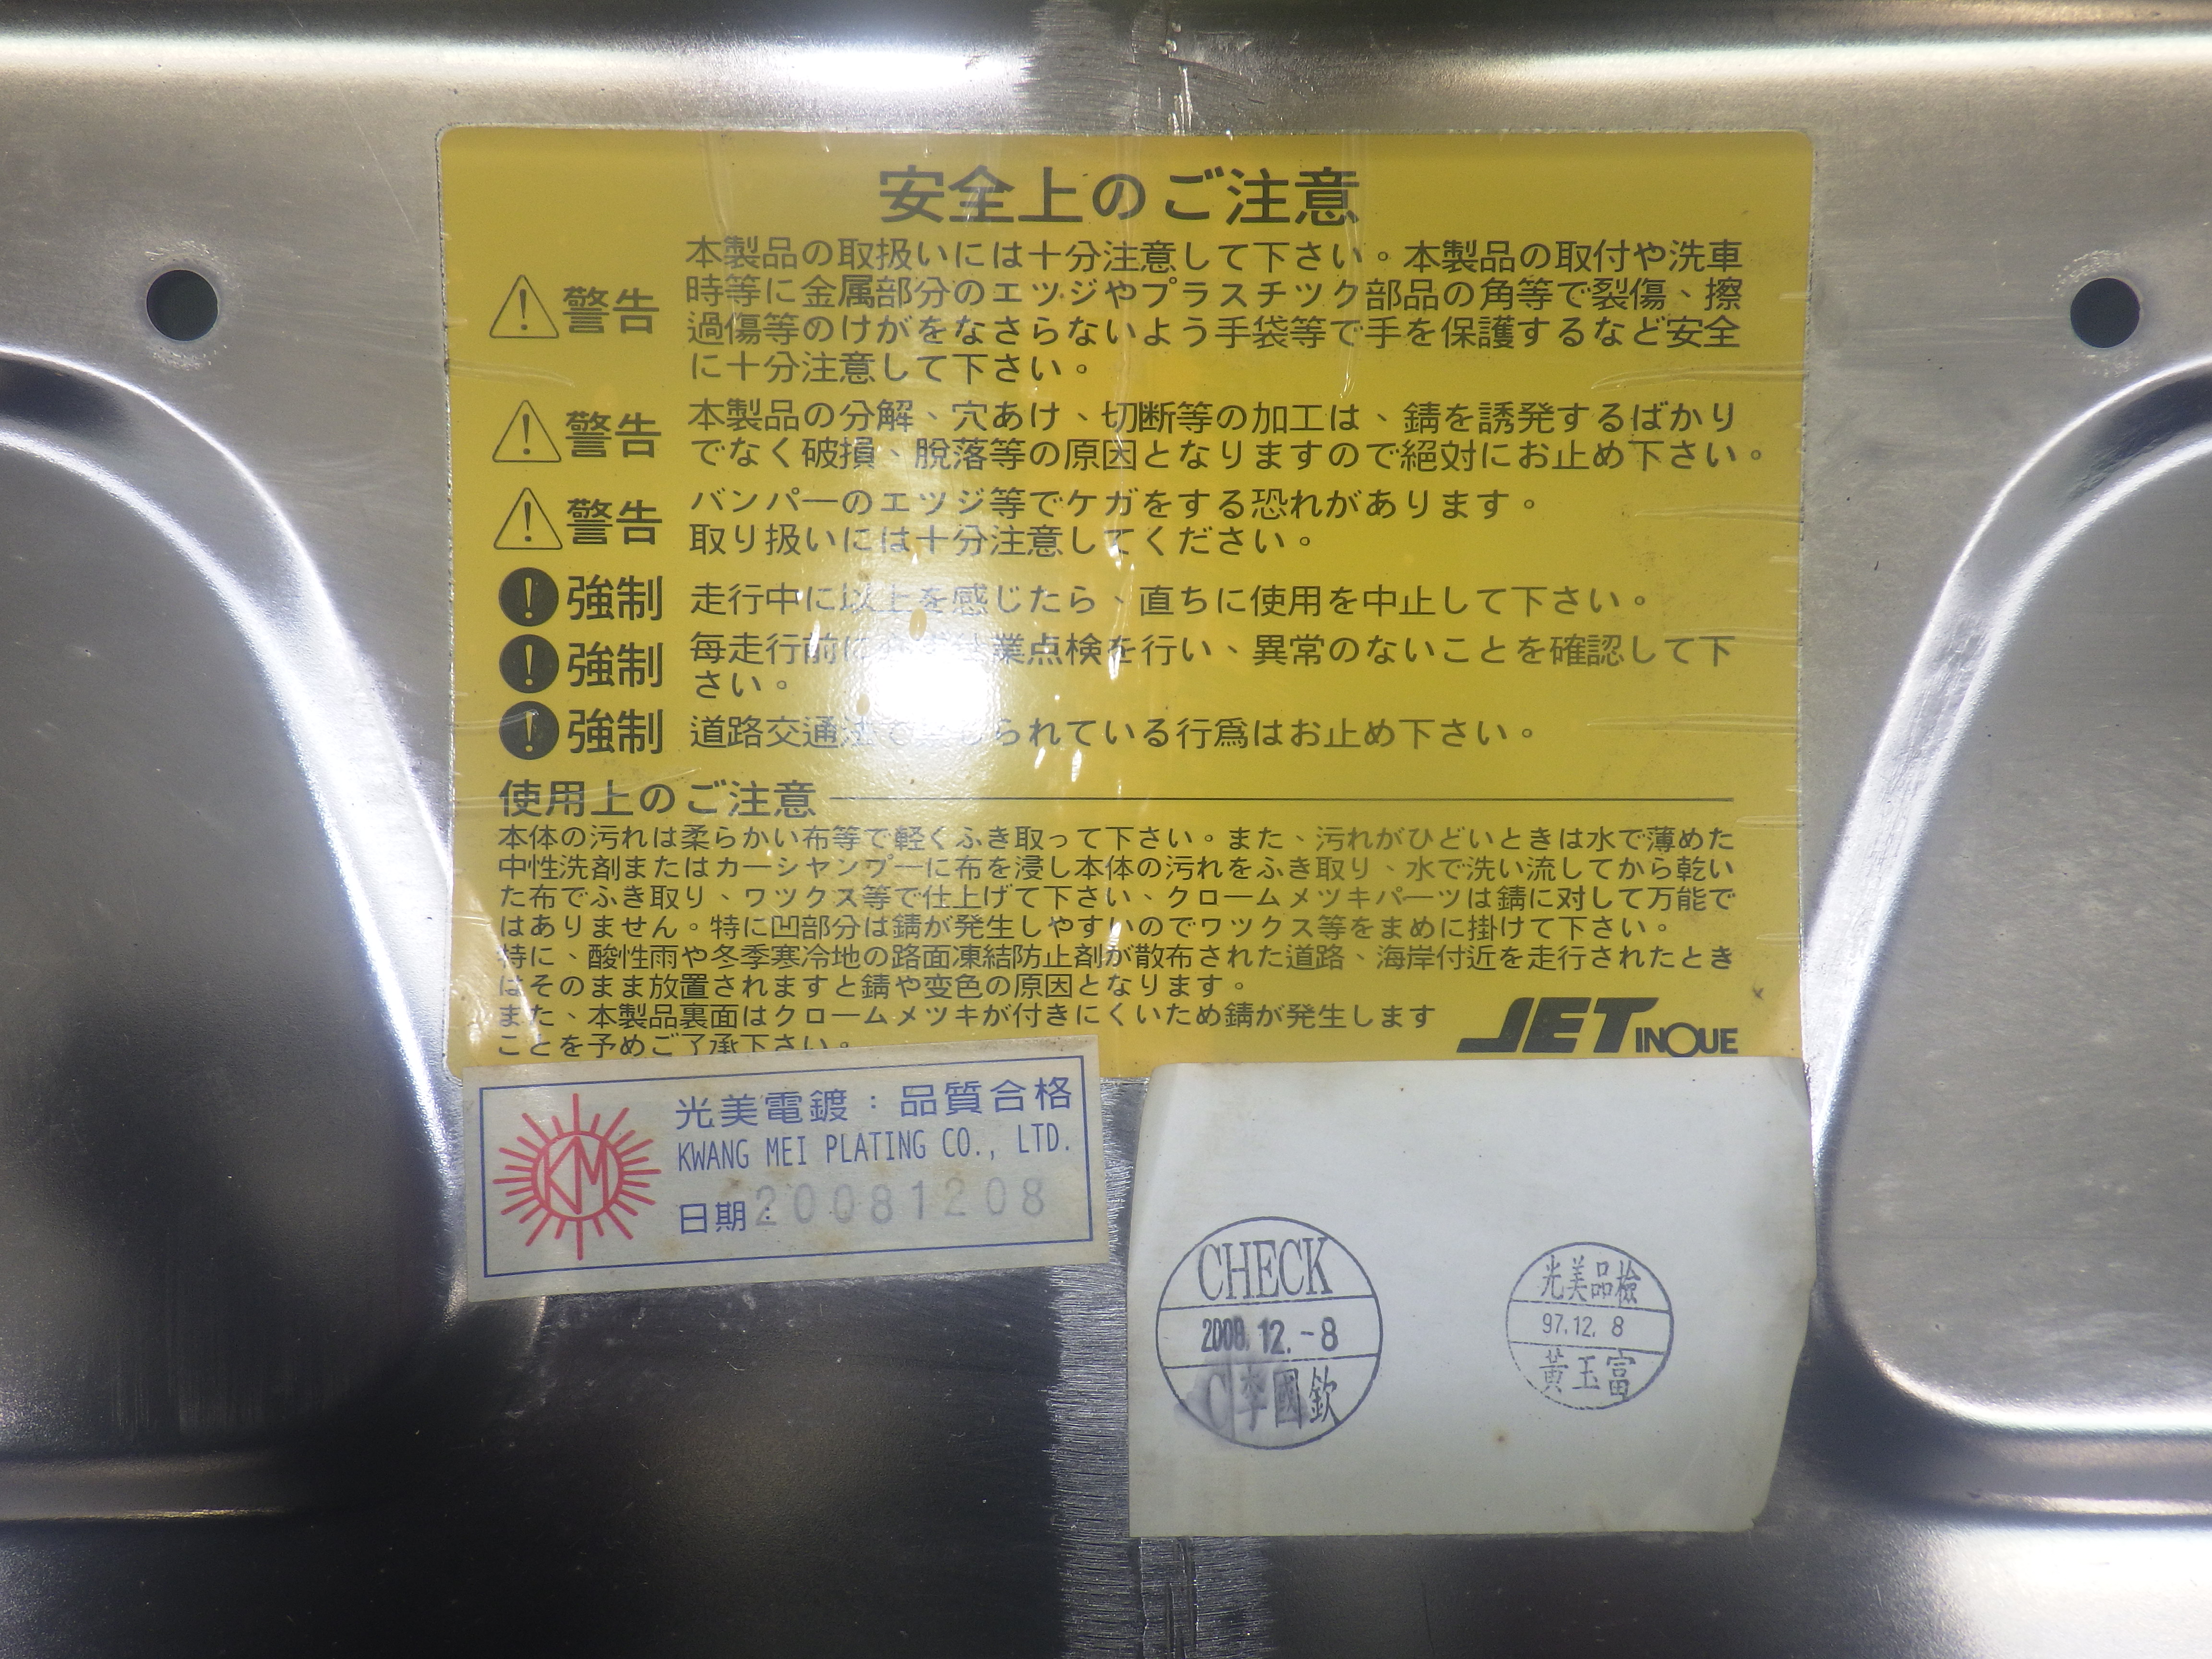 安全上のご注意
警告
本製品の取扱いには十分注意して下さい。本製品の取付や洗車
時等に金属部分のエツジやプラスチツク部品の角等で裂傷、擦
過傷等のけがをなさらないよう手袋等で手を保護するなど安全
に十分注意して下さい。
警告
本製品の分解、穴あけ、切断等の加工は、錆を誘発するばかり
でなく破損、脱落等の原因となりますので絶対にお止め下さい。
警告
バンパーのエツジ等でケガをする恐れがあります。
取り扱いには十分注意してください。
強制 走行中に以上を感じたら、直ちに使用を中止して下さい。
強制
毎走行前に業点検を行い、異常のないことを確認して下
さい。
強制 道路交通法でられている行爲はお止め下さい。
使用上のご注意
本体の汚れは柔らかい布等で軽くふき取って下さい。また、汚れがひどいときは水で薄めた
中性洗剤またはカーシヤンプーに布を浸し本体の汚れをふき取り、水で洗い流してから乾い
た布でふき取り、ワツクス等で仕上げて下さい、クロームメツキパーツは錆に対して万能で
はありません。特に凹部分は錆が発生しやすいのでワックス等をまめに掛けて下さい。
特に、酸性雨や冬季寒冷地の路面凍結防止剤が散布された道路、海岸付近を走行されたとき
はそのまま放置されますと錆や変色の原因となります。
また、本製品裏面はクロームメツキが付きにくいため錆が発生します
ことを予めご了承下さい。
JET INOUE
KM
光美電鍍：品質合格
KWANG MEI PLATING CO., LTD.
日期：20081208
CHECK
2008.12.-8
C李國欽
光美品檢
97.12.8
黃玉富